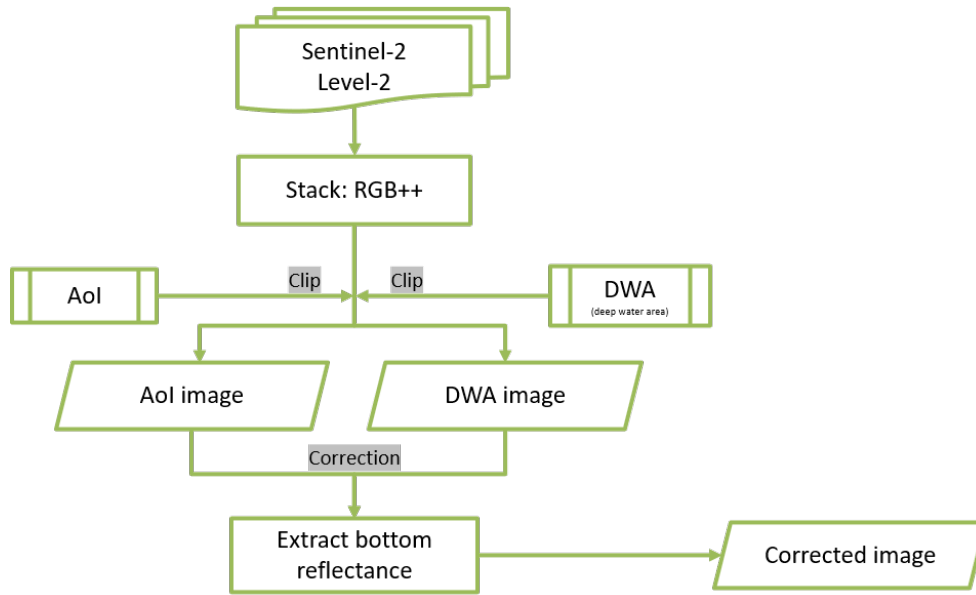 Sentinel-2
Level-2
Stack: RGB++
Clip
Clip
AoI
DWA
(deep water area)
AoI image
DWA image
Correction
Extract bottom
reflectance
Corrected image